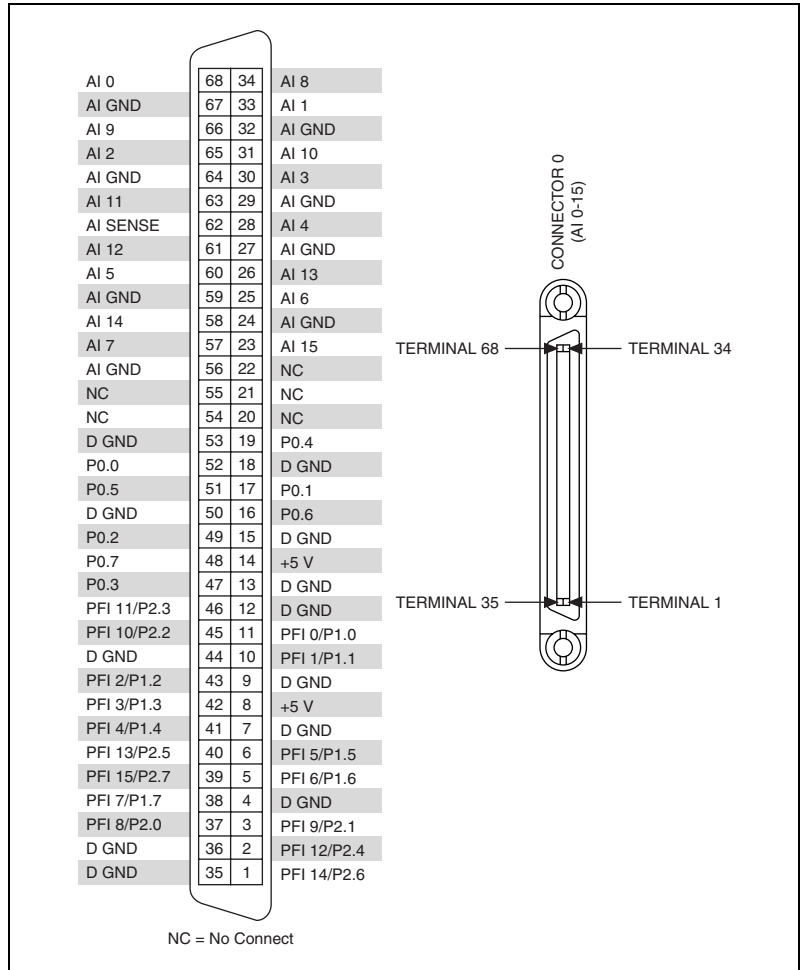 AI 0 68 34 AI 8
AI GND 67 33 AI 1
AI 9 66 32 AI GND
AI 2 65 31 AI 10
AI GND 64 30 AI 3
AI 11 63 29 AI GND
AI SENSE 62 28 AI 4
AI 12 61 27 AI GND
AI 5 60 26 AI 13
AI GND 59 25 AI 6
AI 14 58 24 AI GND
AI 7 57 23 AI 15
AI GND 56 22 NC
NC 55 21 NC
NC 54 20 NC
D GND 53 19 P0.4
P0.0 52 18 D GND
P0.5 51 17 P0.1
D GND 50 16 P0.6
P0.2 49 15 D GND
P0.7 48 14 +5 V
P0.3 47 13 D GND
PFI 11/P2.3 46 12 D GND
PFI 10/P2.2 45 11 PFI 0/P1.0
D GND 44 10 PFI 1/P1.1
PFI 2/P1.2 43 9 D GND
PFI 3/P1.3 42 8 +5 V
PFI 4/P1.4 41 7 D GND
PFI 13/P2.5 40 6 PFI 5/P1.5
PFI 15/P2.7 39 5 PFI 6/P1.6
PFI 7/P1.7 38 4 D GND
PFI 8/P2.0 37 3 PFI 9/P2.1
D GND 36 2 PFI 12/P2.4
D GND 35 1 PFI 14/P2.6
NC = No Connect
CONNECTOR 0
(AI 0-15)
TERMINAL 68 TERMINAL 34
TERMINAL 35 TERMINAL 1